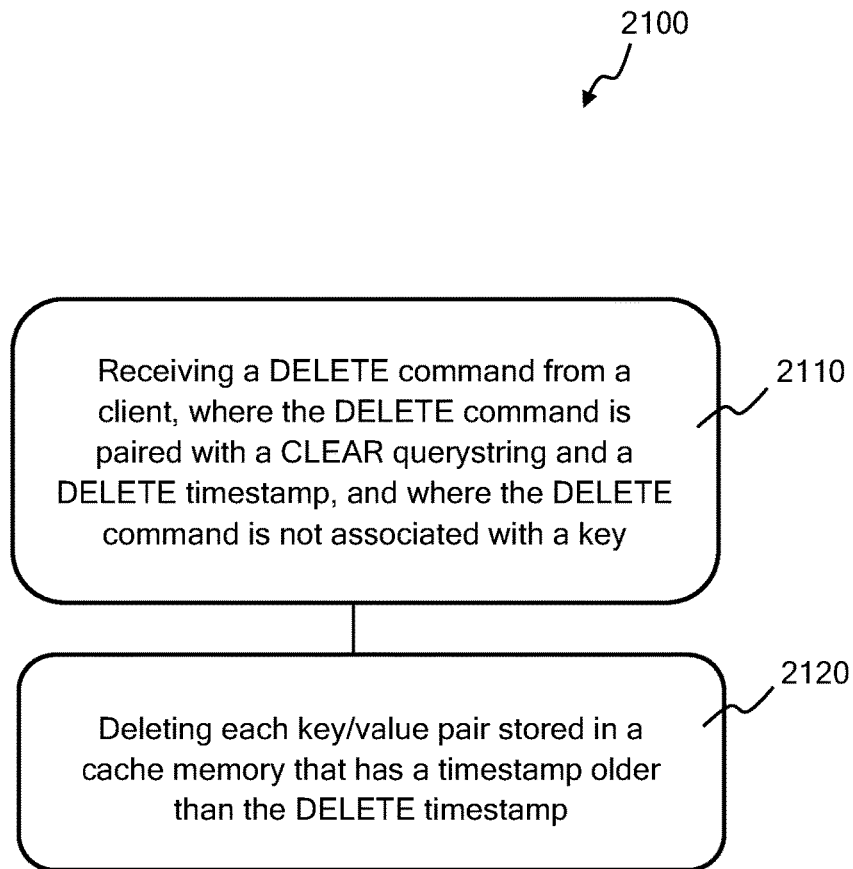 2100
Receiving a DELETE command from a
client, where the DELETE command is
paired with a CLEAR querystring and a
DELETE timestamp, and where the DELETE
command is not associated with a key
2110
Deleting each key/value pair stored in a
cache memory that has a timestamp older
than the DELETE timestamp
2120